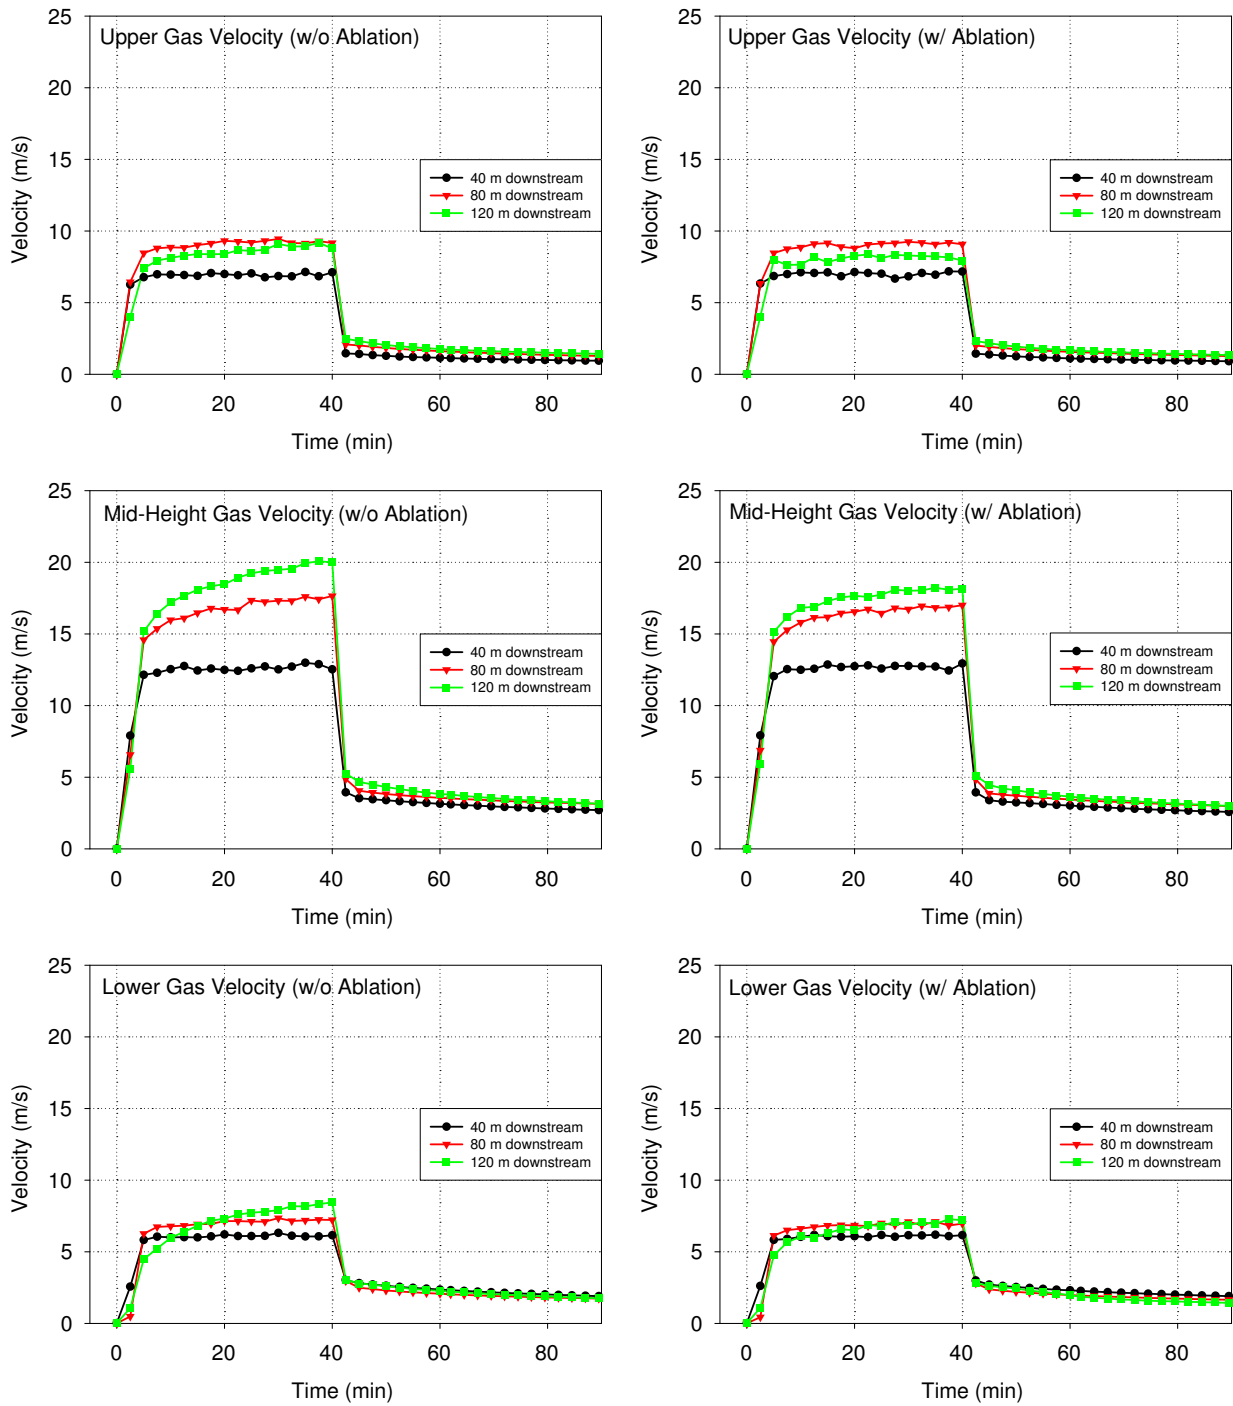 Upper Gas Velocity (w/o Ablation)
25
20
15
10
5
0
Velocity (m/s)
40 m downstream
80 m downstream
120 m downstream
0 20 40 60 80
Time (min)
Upper Gas Velocity (w/ Ablation)
25
20
15
10
5
0
Velocity (m/s)
40 m downstream
80 m downstream
120 m downstream
0 20 40 60 80
Time (min)
Mid-Height Gas Velocity (w/o Ablation)
25
20
15
10
5
0
Velocity (m/s)
40 m downstream
80 m downstream
120 m downstream
0 20 40 60 80
Time (min)
Mid-Height Gas Velocity (w/ Ablation)
25
20
15
10
5
0
Velocity (m/s)
40 m downstream
80 m downstream
120 m downstream
0 20 40 60 80
Time (min)
Lower Gas Velocity (w/o Ablation)
25
20
15
10
5
0
Velocity (m/s)
40 m downstream
80 m downstream
120 m downstream
0 20 40 60 80
Time (min)
Lower Gas Velocity (w/ Ablation)
25
20
15
10
5
0
Velocity (m/s)
40 m downstream
80 m downstream
120 m downstream
0 20 40 60 80
Time (min)